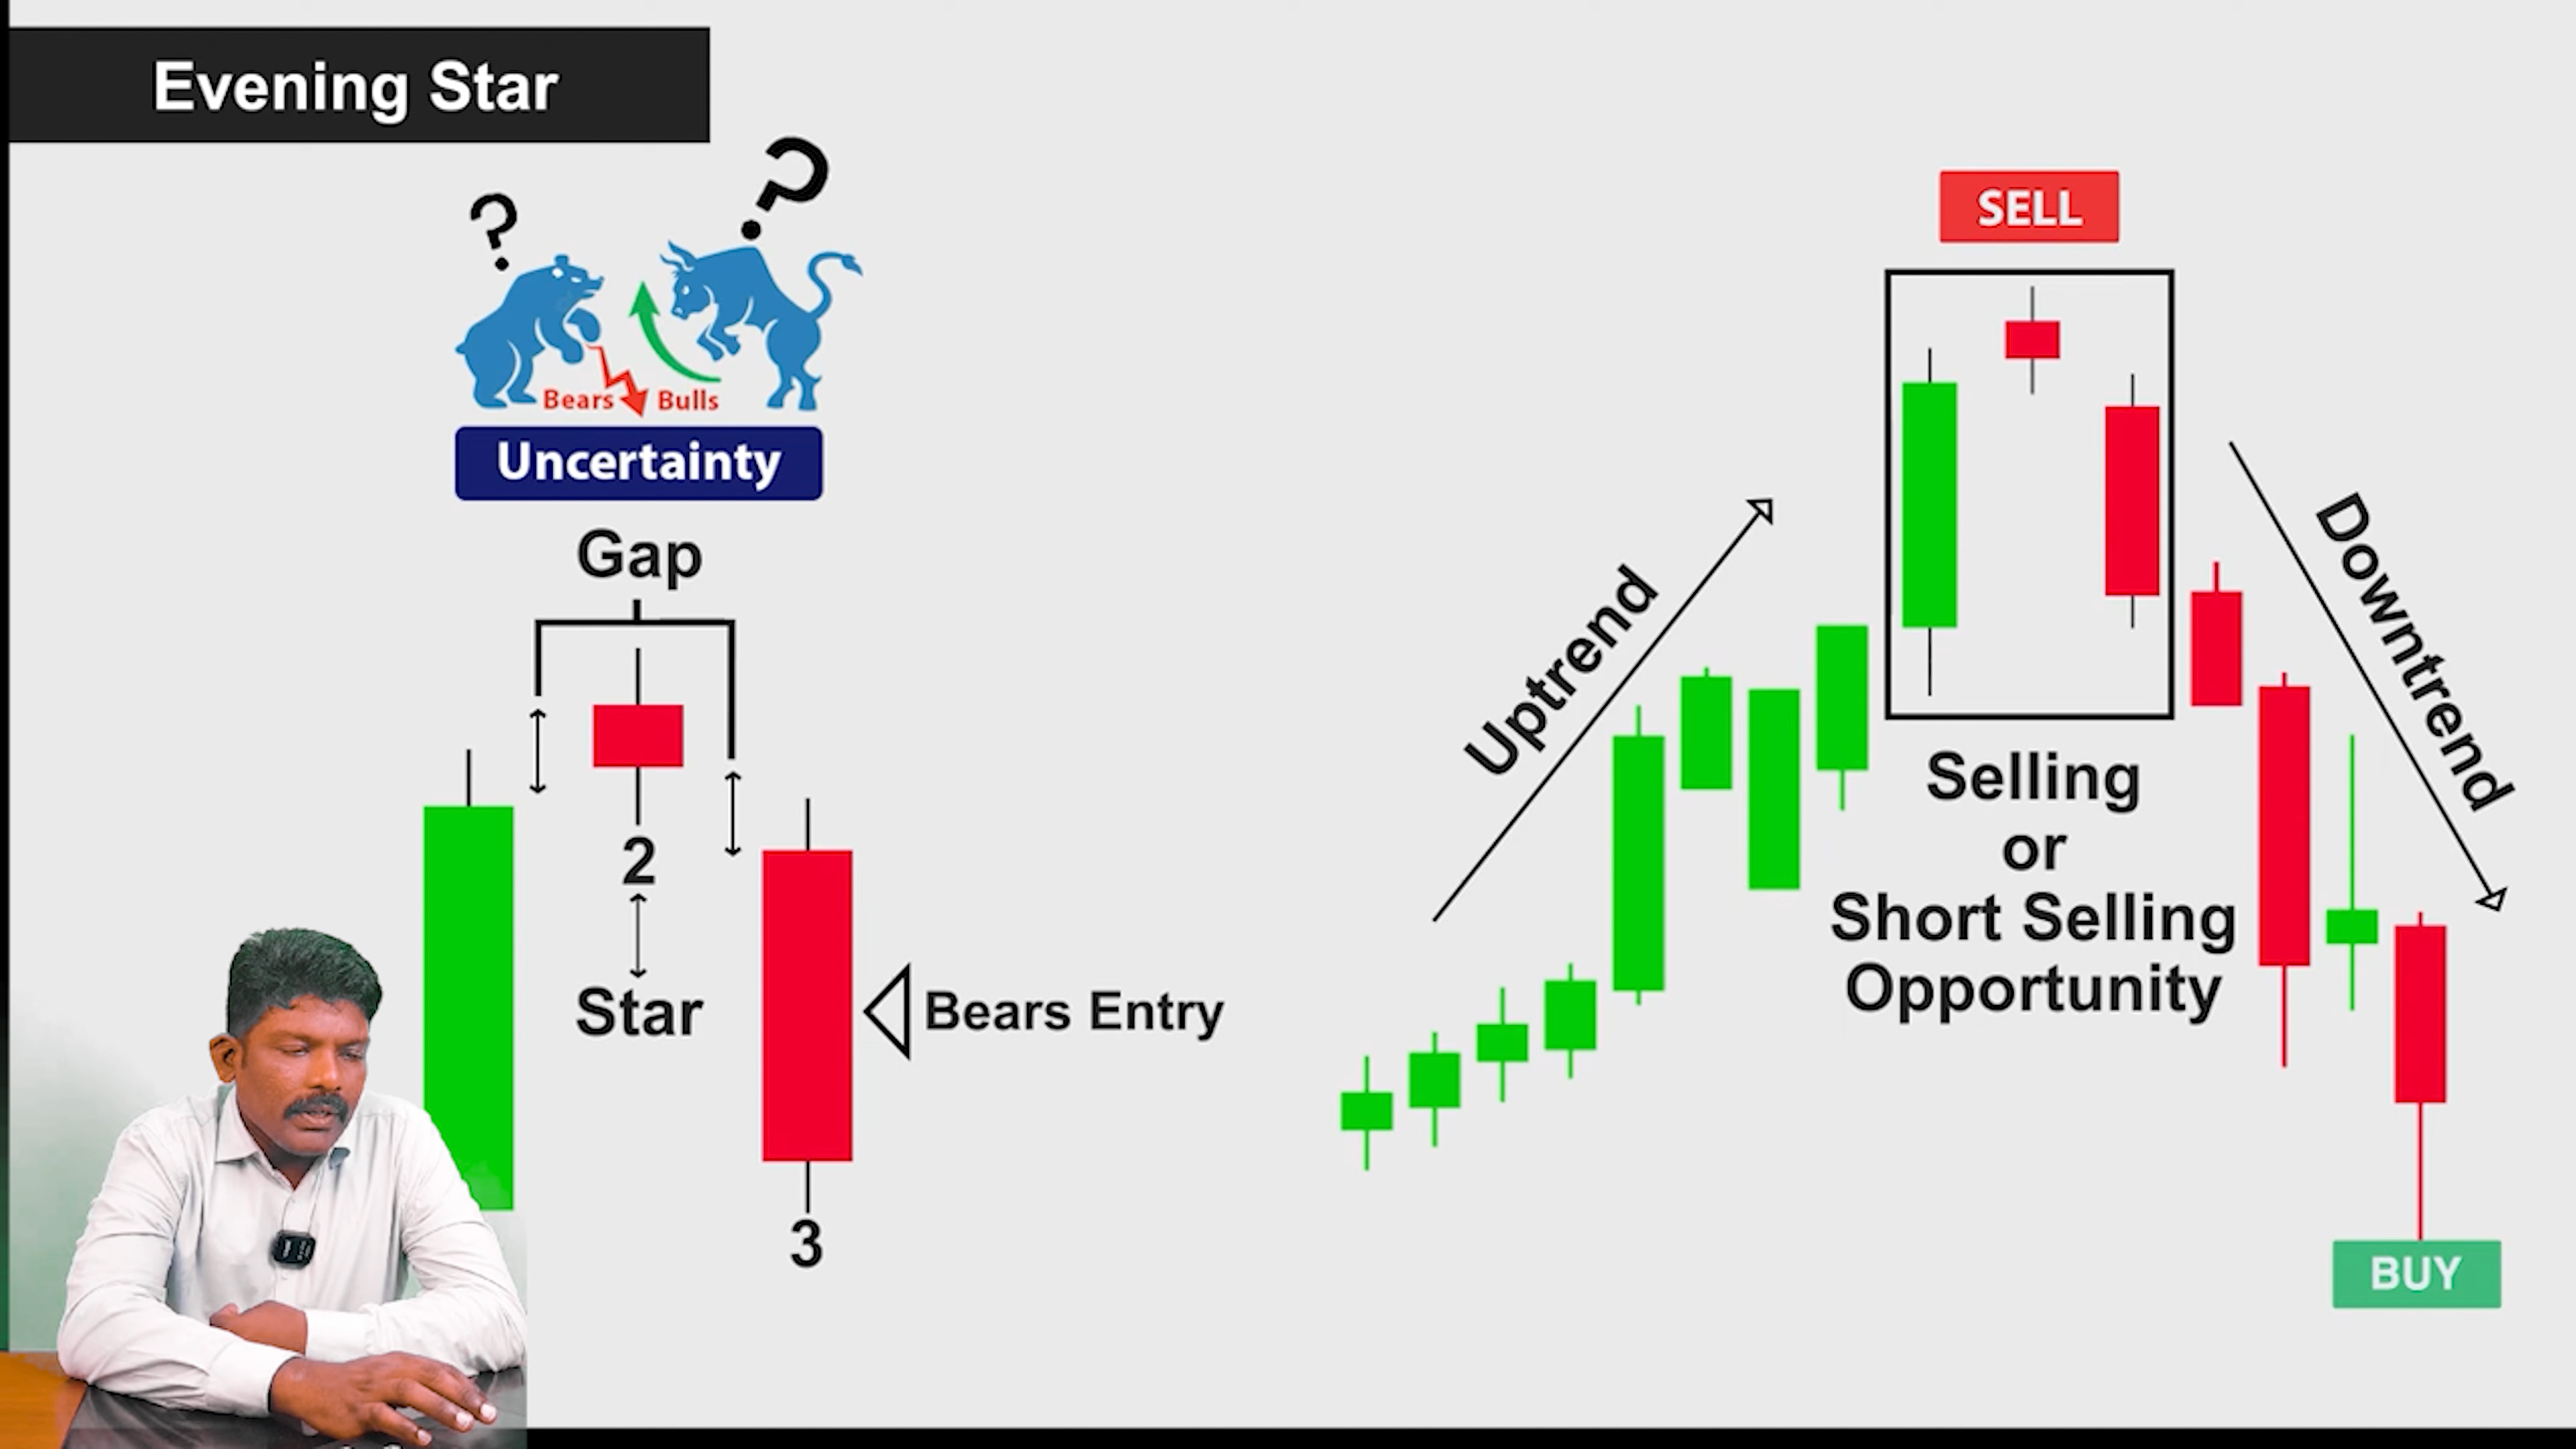 Evening Star
?
?
Bears
Bulls
Uncertainty
Gap
2
Star
Bears Entry
3
SELL
Uptrend
Downtrend
Selling
or
Short Selling
Opportunity
BUY